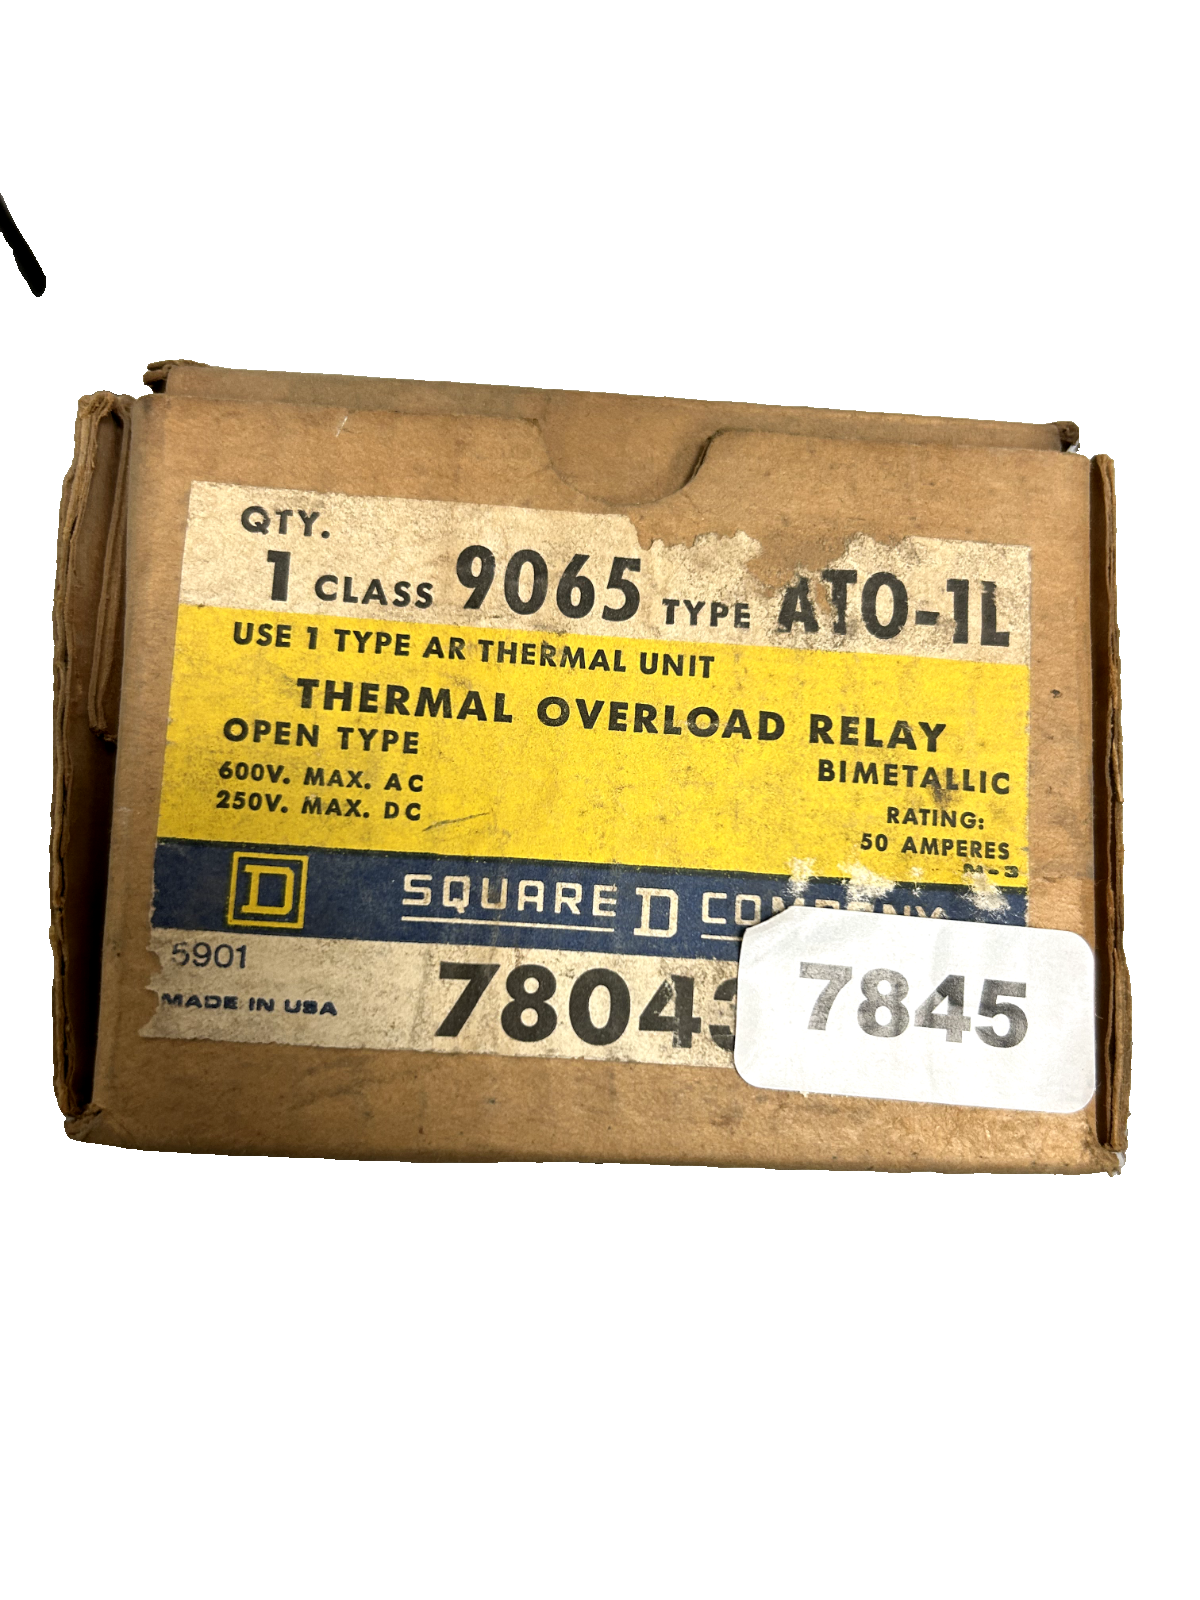 QTY.
1 CLASS 9065 TYPE ATO-1L
USE 1 TYPE AR THERMAL UNIT
THERMAL OVERLOAD RELAY
OPEN TYPE
BIMETALLIC
600V. MAX. AC
250V. MAX. DC
RATING:
50 AMPERES
D
SQUARE D COMPANY
5901
MADE IN USA
7804
7845